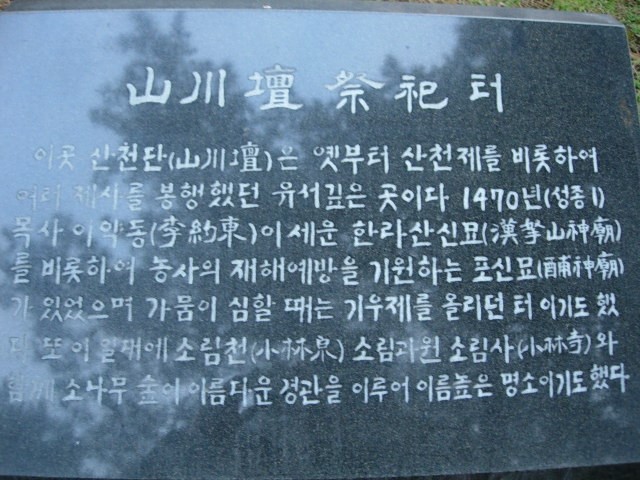 山川壇 祭祀 터
이곳 산천단(山川壇)은 옛부터 산천제를 비롯하여
여러 제사를 봉행했던 유서깊은 곳이다 1470년(성종 1)
목사 이약동(李約東)이 세운 한라산신묘(漢拏山神廟)
를 비롯하여 농사의 재해예방을 기원하는 포신묘(酺神廟)
가 있었으며 가뭄이 심할 때는 기우제를 올리던 터 이기도 했
다 또 이 일대에 소림천(小林泉) 소림과원 소림사(小林寺)와
함께 소나무 숲이 아름다운 경관을 이루어 이름높은 명소이기도 했다